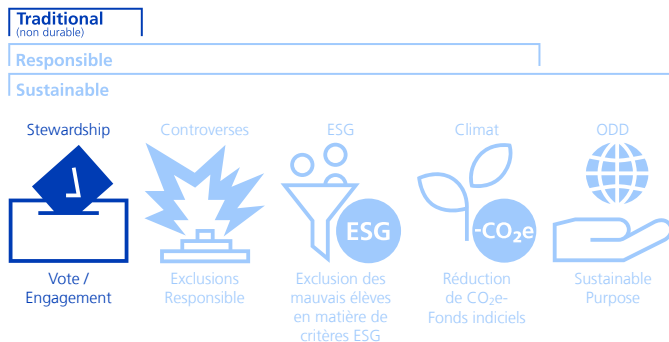 Traditional
(non durable)
Responsible
Sustainable
Stewardship
Controverses
ESG
Climat
ODD
ESG
-CO₂e
Vote /
Engagement
Exclusions
Responsible
Exclusion des
mauvais élèves
en matière de
critères ESG
Réduction
de CO₂e-
Fonds indiciels
Sustainable
Purpose